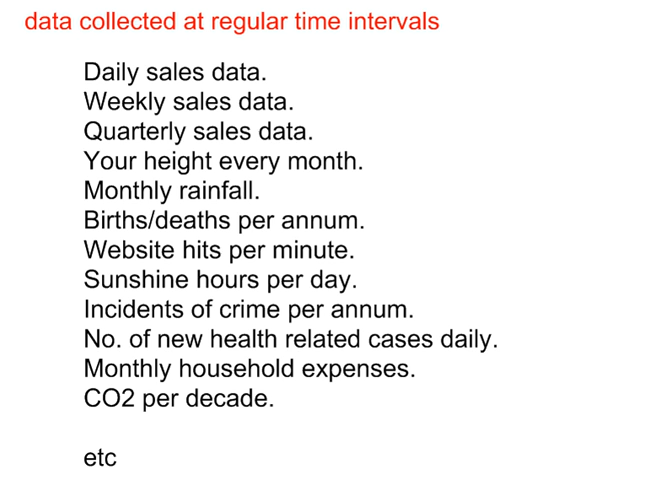 data collected at regular time intervals
Daily sales data.
Weekly sales data.
Quarterly sales data.
Your height every month.
Monthly rainfall.
Births/deaths per annum.
Website hits per minute.
Sunshine hours per day.
Incidents of crime per annum.
No. of new health related cases daily.
Monthly household expenses.
CO2 per decade.
etc